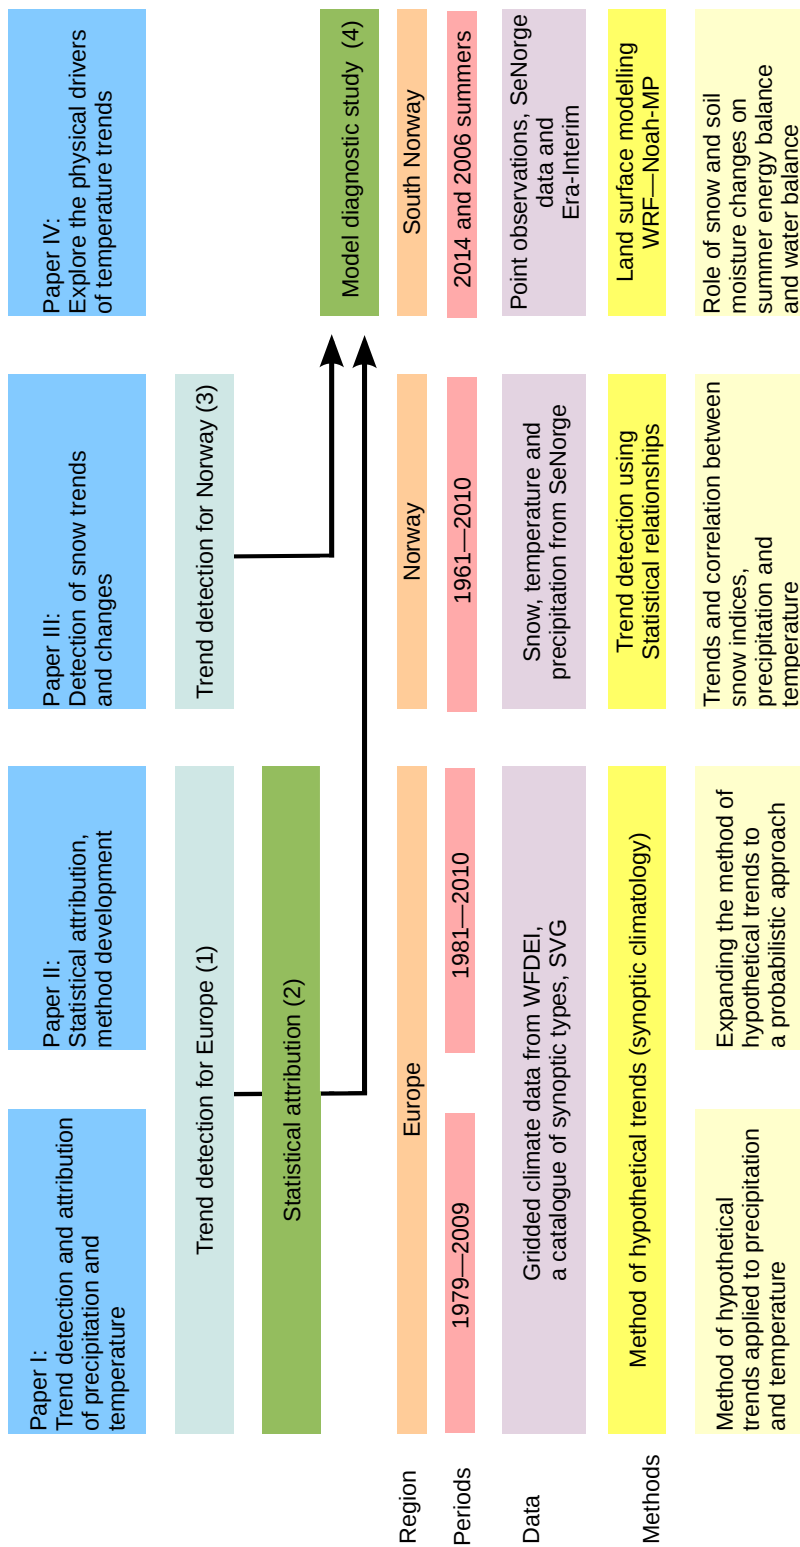 Paper I:
Trend detection and attribution
of precipitation and
temperature
Paper II:
Statistical attribution,
method development
Paper III:
Detection of snow trends
and changes
Paper IV:
Explore the physical drivers
of temperature trends
Trend detection for Europe (1)
Trend detection for Norway (3)
Statistical attribution (2)
Model diagnostic study (4)
Region
Europe
Norway
South Norway
Periods
1979—2009
1981—2010
1961—2010
2014 and 2006 summers
Data
Gridded climate data from WFDEI,
a catalogue of synoptic types, SVG
Snow, temperature and
precipitation from SeNorge
Point observations, SeNorge
data and
Era-Interim
Methods
Method of hypothetical trends (synoptic climatology)
Trend detection using
Statistical relationships
Land surface modelling
WRF—Noah-MP
Method of hypothetical
trends applied to precipitation
and temperature
Expanding the method of
hypothetical trends to
a probabilistic approach
Trends and correlation between
snow indices,
precipitation and
temperature
Role of snow and soil
moisture changes on
summer energy balance
and water balance